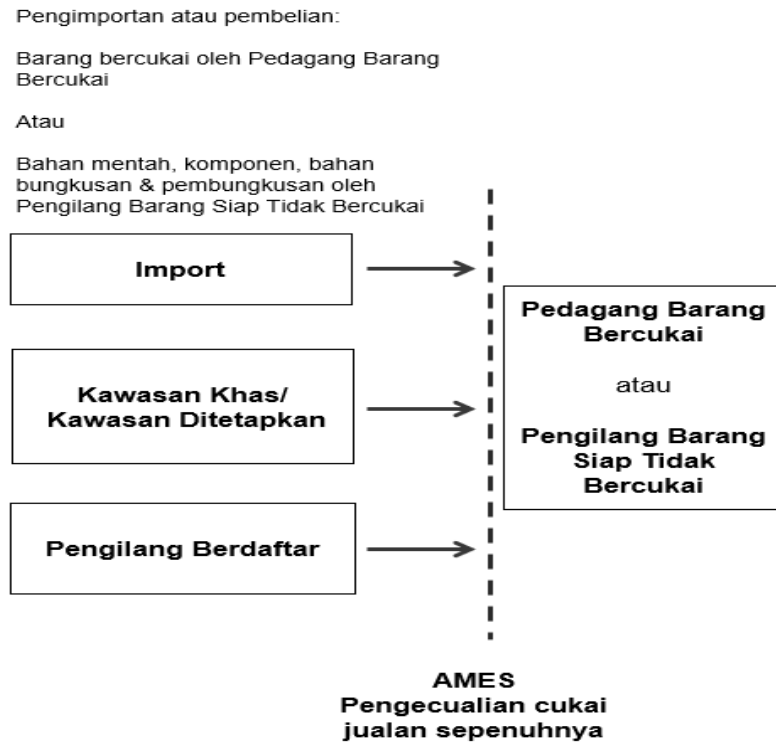 Pengimportan atau pembelian:
Barang bercukai oleh Pedagang Barang
Bercukai
Atau
Bahan mentah, komponen, bahan
bungkusan & pembungkusan oleh
Pengilang Barang Siap Tidak Bercukai
Import
Kawasan Khas/
Kawasan Ditetapkan
Pengilang Berdaftar
Pedagang Barang
Bercukai
atau
Pengilang Barang
Siap Tidak
Bercukai
AMES
Pengecualian cukai
jualan sepenuhnya